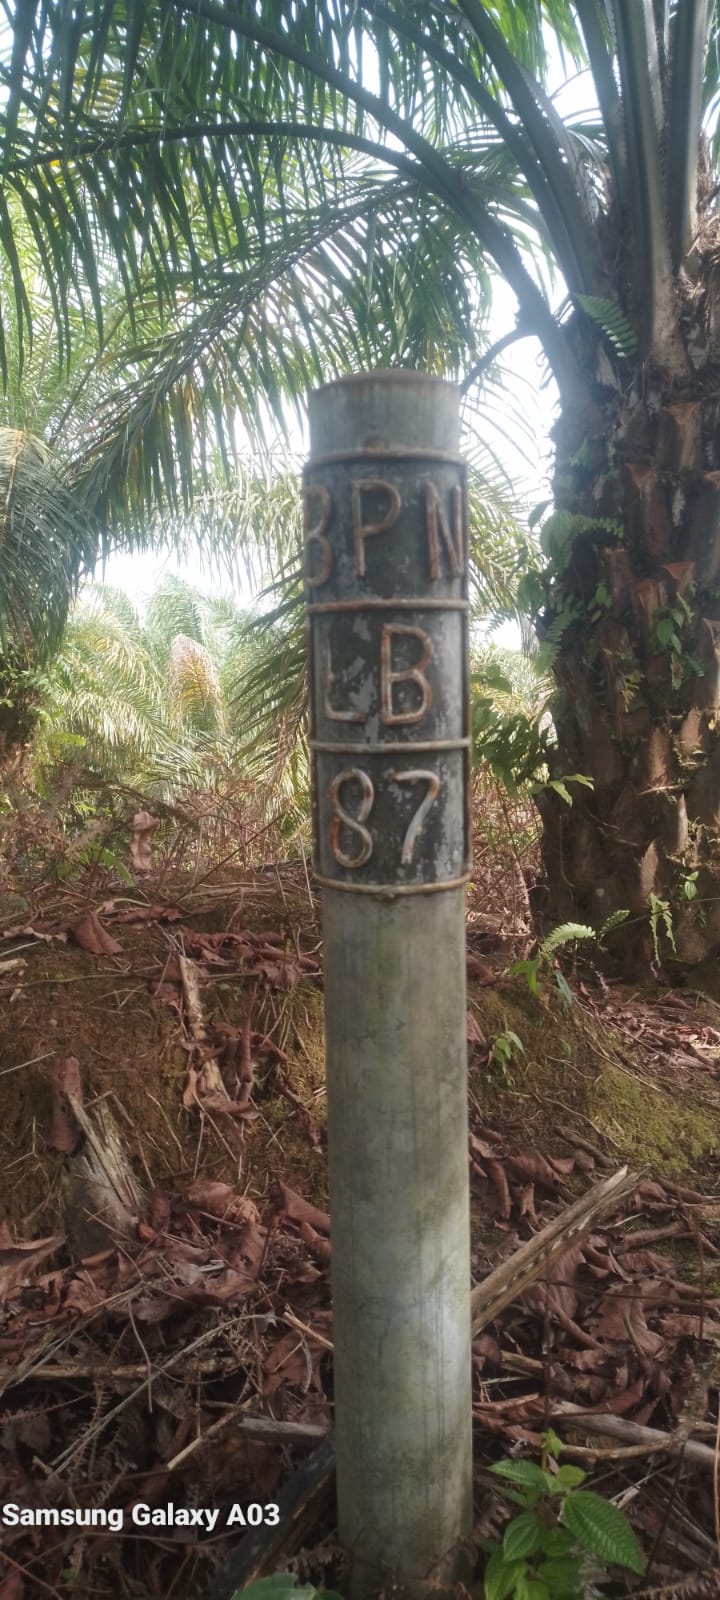 BPN
LB
87
Samsung Galaxy A03